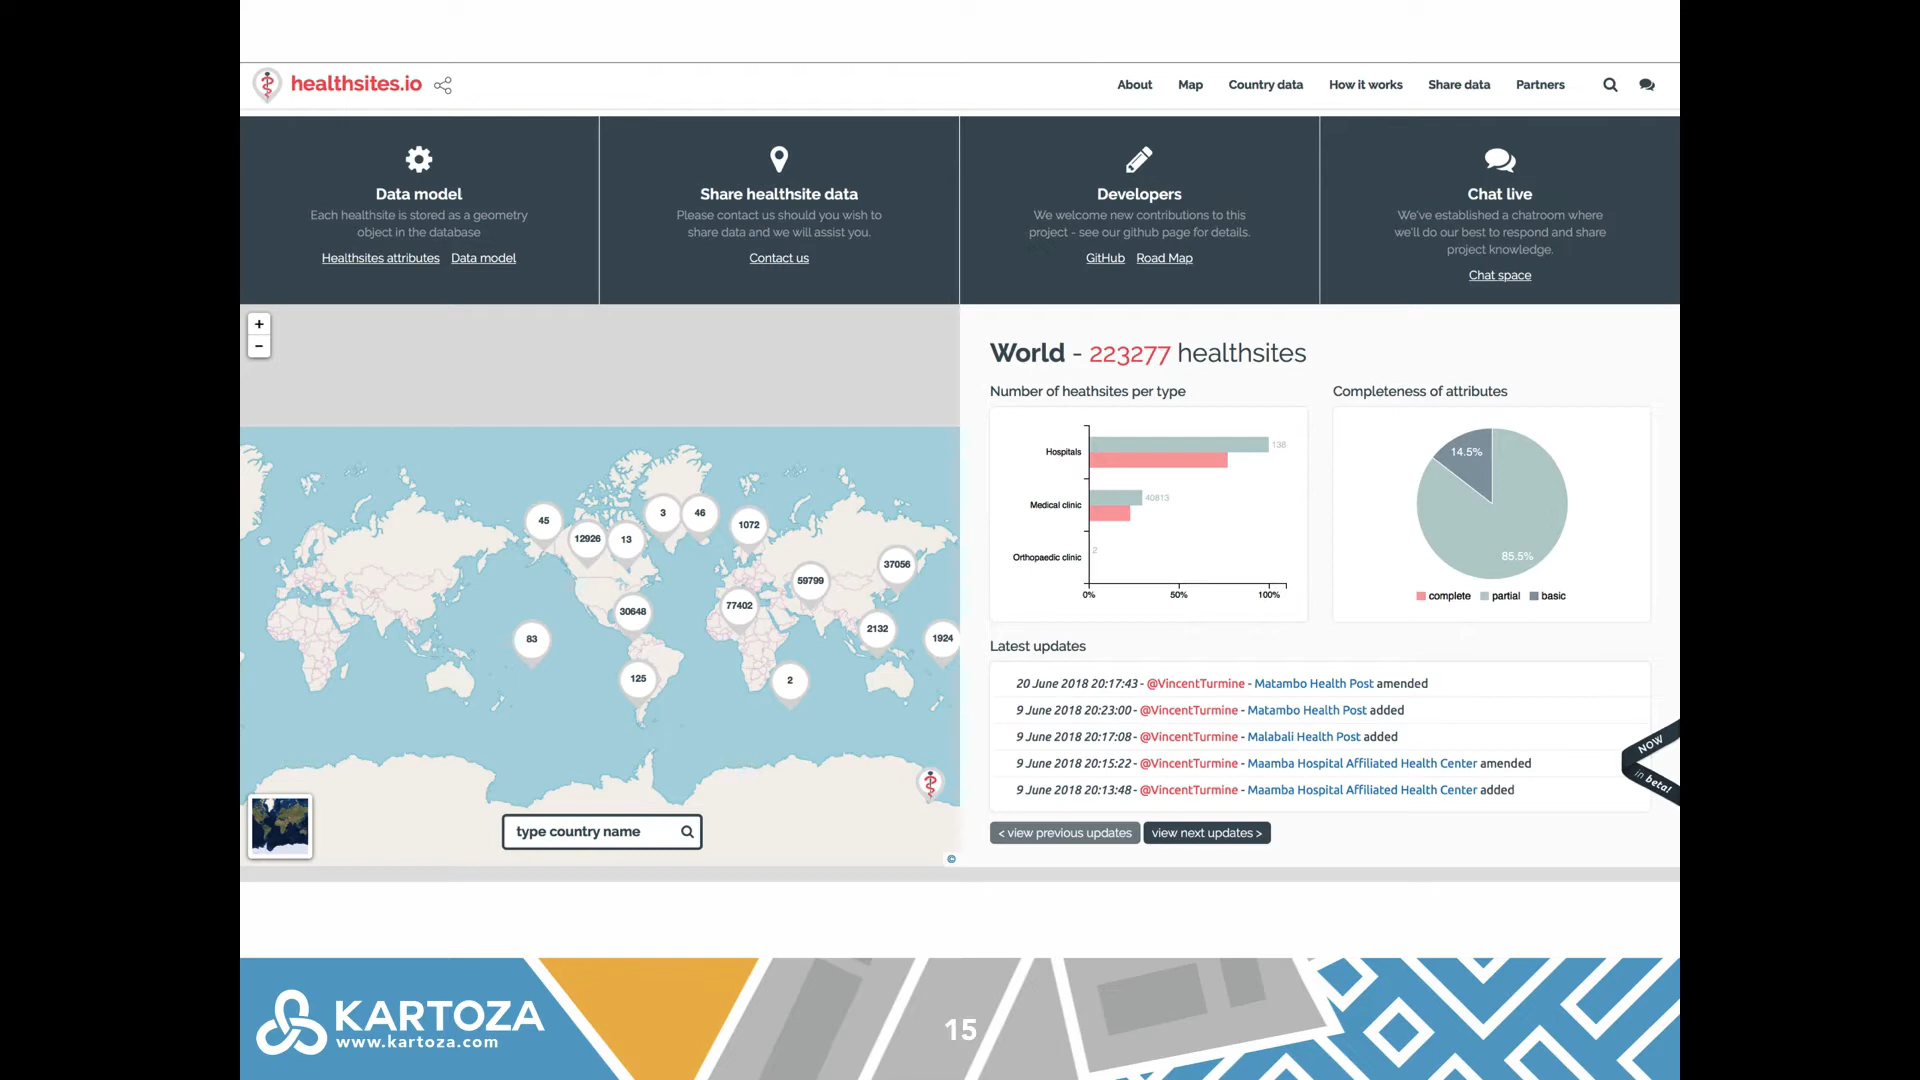 healthsites.io
About Map Country data How it works Share data Partners
Data model
Each healthsite is stored as a geometry
object in the database
Healthsites attributes Data model
Share healthsite data
Please contact us should you wish to
share data and we will assist you.
Contact us
Developers
We welcome new contributions to this
project - see our github page for details.
GitHub Road Map
Chat live
We've established a chatroom where
we'll do our best to respond and share
project knowledge.
Chat space
+
−
45
12926
13
3
46
1072
37056
59799
77402
30648
2132
83
1924
125
2
type country name
©
World - 223277 healthsites
Number of heathsites per type
Hospitals
138
Medical clinic
40813
Orthopaedic clinic
2
0% 50% 100%
Completeness of attributes
14.5%
85.5%
complete partial basic
Latest updates
20 June 2018 20:17:43 - @VincentTurmine - Matambo Health Post amended
9 June 2018 20:23:00 - @VincentTurmine - Matambo Health Post added
9 June 2018 20:17:08 - @VincentTurmine - Malabali Health Post added
9 June 2018 20:15:22 - @VincentTurmine - Maamba Hospital Affiliated Health Center amended
9 June 2018 20:13:48 - @VincentTurmine - Maamba Hospital Affiliated Health Center added
< view previous updates view next updates >
NOW
in beta!
KARTOZA
www.kartoza.com
15